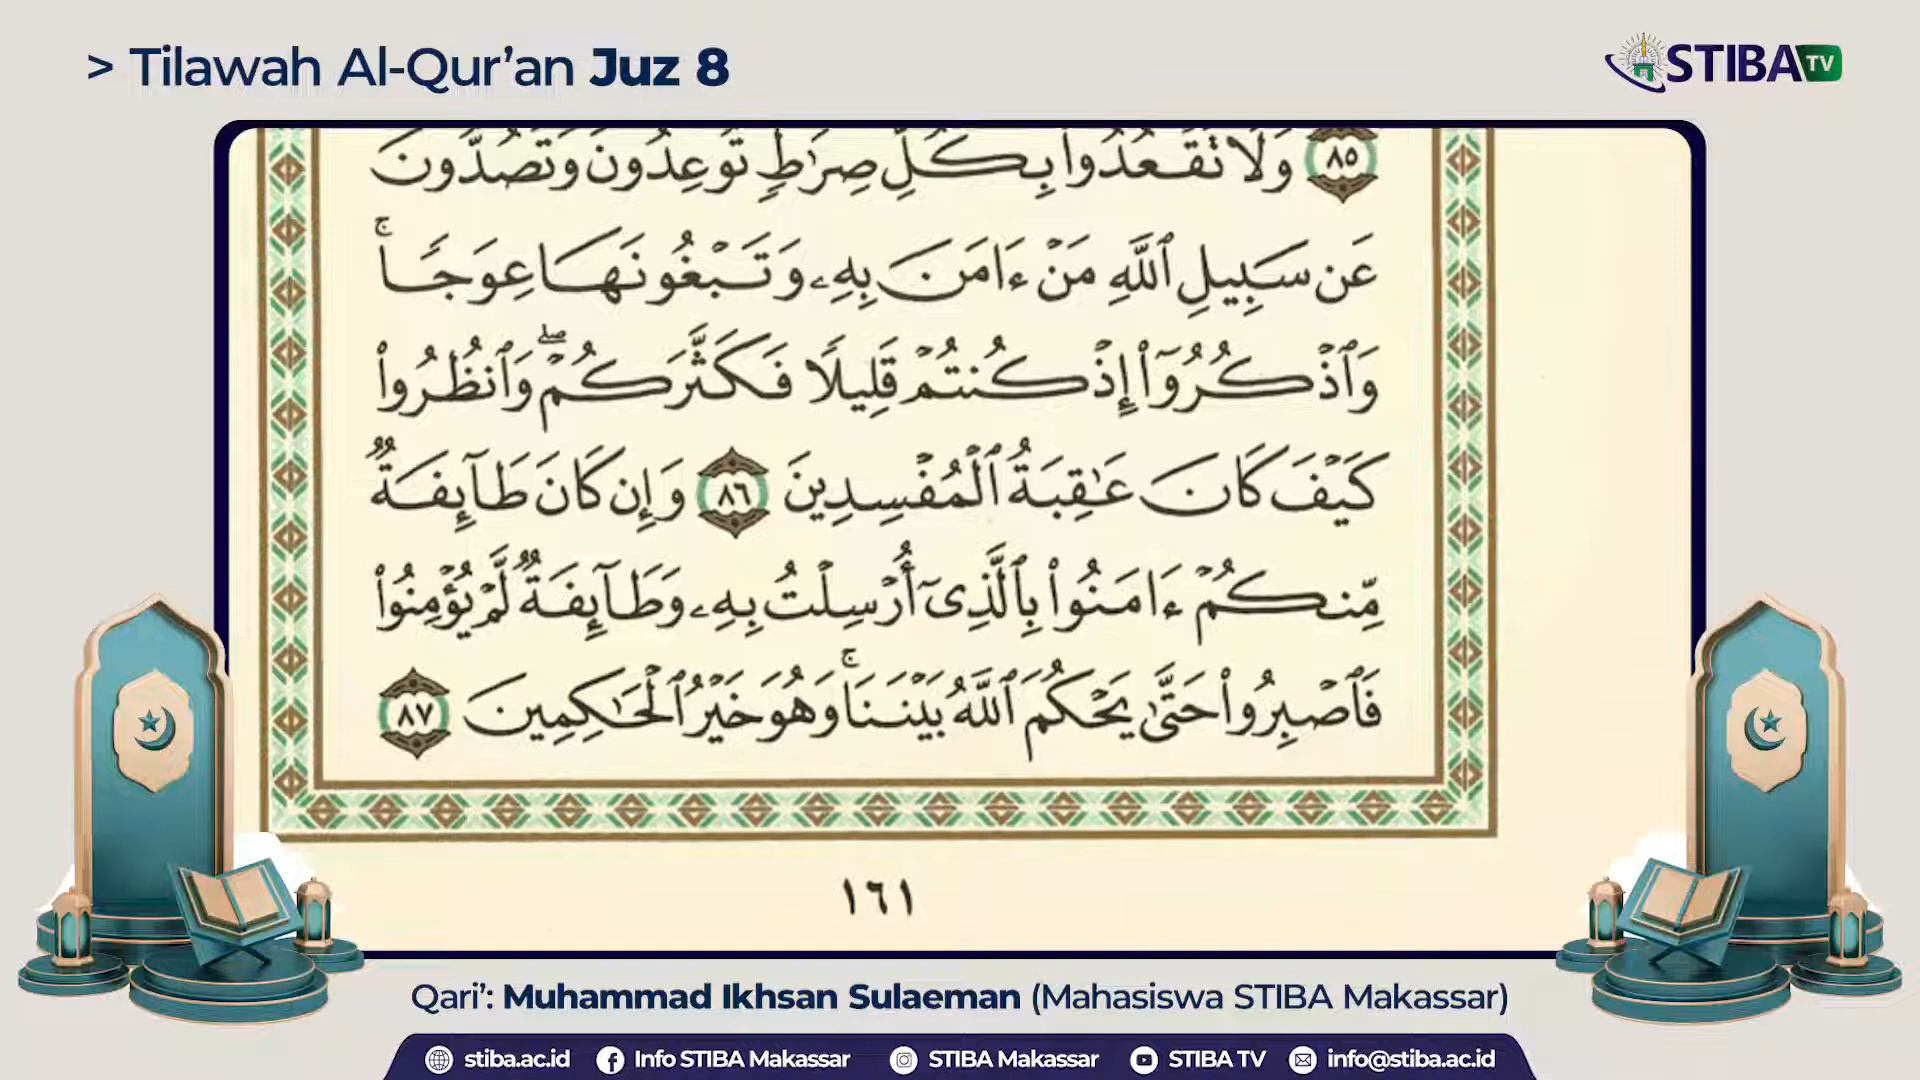 > Tilawah Al-Qur'an Juz 8
STIBA TV
٨٥ وَلَا تَقْعُدُوا۟ بِكُلِّ صِرَٰطٍ تُوعِدُونَ وَتَصُدُّونَ
عَن سَبِيلِ ٱللَّهِ مَنْ ءَامَنَ بِهِۦ وَتَبْغُونَهَا عِوَجًا ۚ
وَٱذْكُرُوٓا۟ إِذْ كُنتُمْ قَلِيلًا فَكَثَّرَكُمْ ۖ وَٱنظُرُوا۟
كَيْفَ كَانَ عَٰقِبَةُ ٱلْمُفْسِدِينَ ٨٦ وَإِن كَانَ طَآئِفَةٌ
مِّنكُمْ ءَامَنُوا۟ بِٱلَّذِىٓ أُرْسِلْتُ بِهِۦ وَطَآئِفَةٌ لَّمْ يُؤْمِنُوا۟
فَٱصْبِرُوا۟ حَتَّىٰ يَحْكُمَ ٱللَّهُ بَيْنَنَا ۚ وَهُوَ خَيْرُ ٱلْحَٰكِمِينَ ٨٧
١٦١
Qari': Muhammad Ikhsan Sulaeman (Mahasiswa STIBA Makassar)
stiba.ac.id Info STIBA Makassar STIBA Makassar STIBA TV info@stiba.ac.id